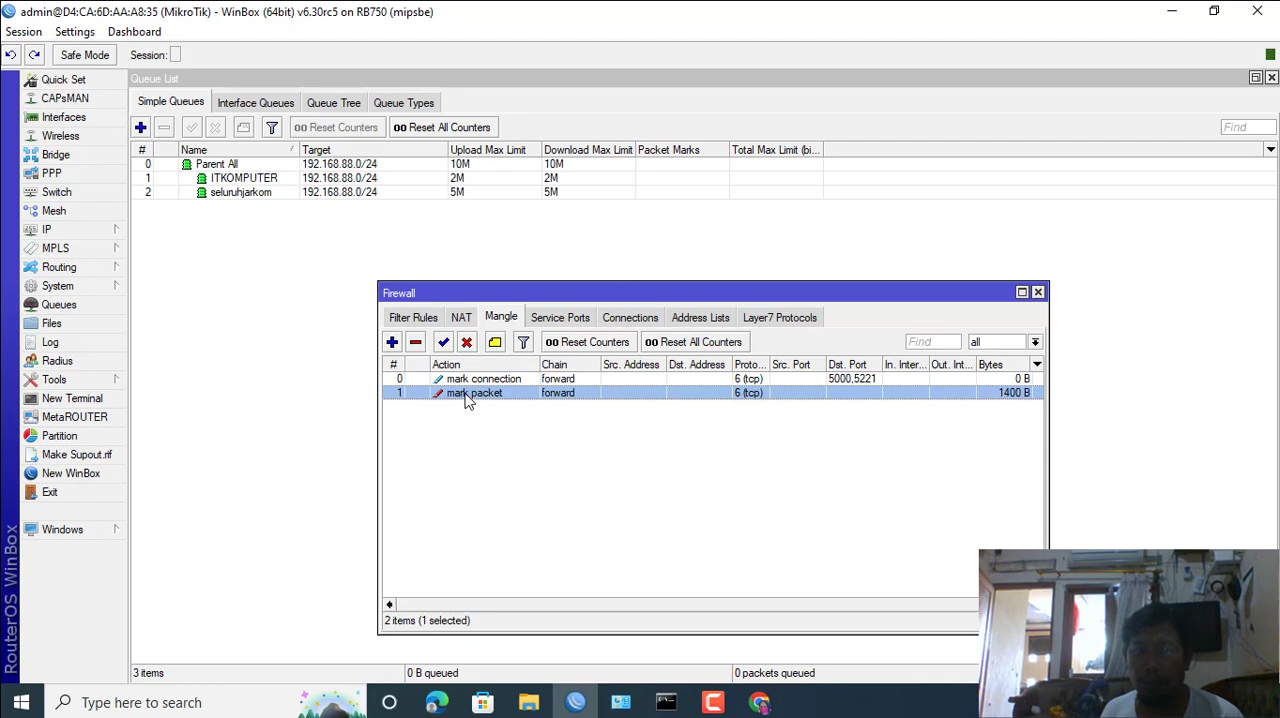 admin@D4:CA:6D:AA:A8:35 (MikroTik) - WinBox (64bit) v6.30rc5 on RB750 (mipsbe)
Session Settings Dashboard
Safe Mode Session:
Queue List
Quick Set
CAPsMAN
Interfaces
Wireless
Bridge
PPP
Switch
Mesh
IP
MPLS
Routing
System
Queues
Files
Log
Radius
Tools
New Terminal
MetaROUTER
Partition
Make Supout.rif
New WinBox
Exit
Windows
RouterOS WinBox
Simple Queues Interface Queues Queue Tree Queue Types
00 Reset Counters 00 Reset All Counters Find
# Name Target Upload Max Limit Download Max Limit Packet Marks Total Max Limit (bi...
0 Parent All 192.168.88.0/24 10M 10M
1 ITKOMPUTER 192.168.88.0/24 2M 2M
2 seluruhjarkom 192.168.88.0/24 5M 5M
Firewall
Filter Rules NAT Mangle Service Ports Connections Address Lists Layer7 Protocols
00 Reset Counters 00 Reset All Counters Find all
# Action Chain Src. Address Dst. Address Proto... Src. Port Dst. Port In. Inter... Out. Int... Bytes
0 mark connection forward 6 (tcp) 5000,5221 0 B
1 mark packet forward 6 (tcp) 1400 B
2 items (1 selected)
3 items 0 B queued 0 packets queued
Type here to search